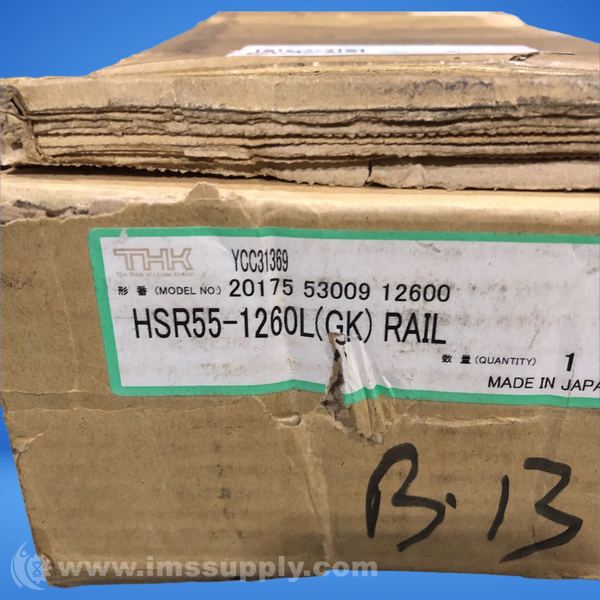 THK
YCC31369
形番 (MODEL NO.) 20175 53009 12600
HSR55-1260L(GK) RAIL
数量 (QUANTITY) 1
MADE IN JAPA
B-13
www.imssupply.com